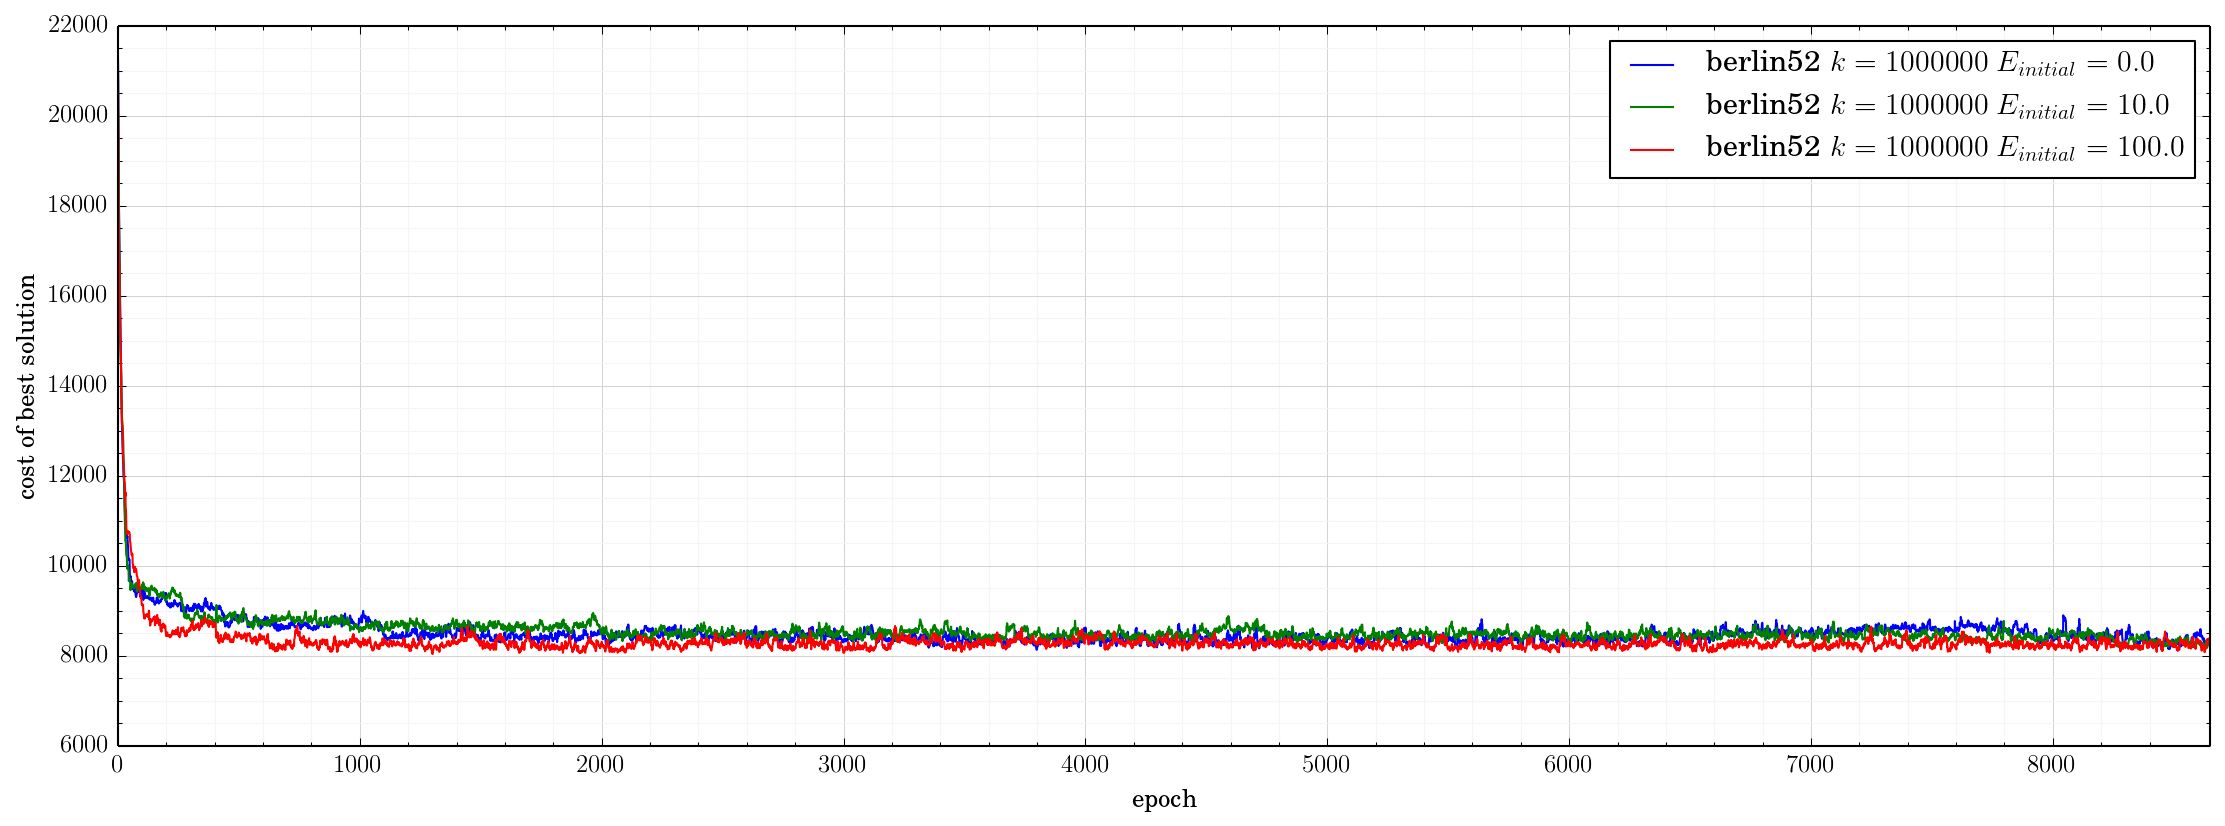 22000
20000
18000
16000
14000
12000
10000
8000
6000
cost of best solution
berlin52 k = 1000000 E_initial = 0.0
berlin52 k = 1000000 E_initial = 10.0
berlin52 k = 1000000 E_initial = 100.0
0 1000 2000 3000 4000 5000 6000 7000 8000
epoch